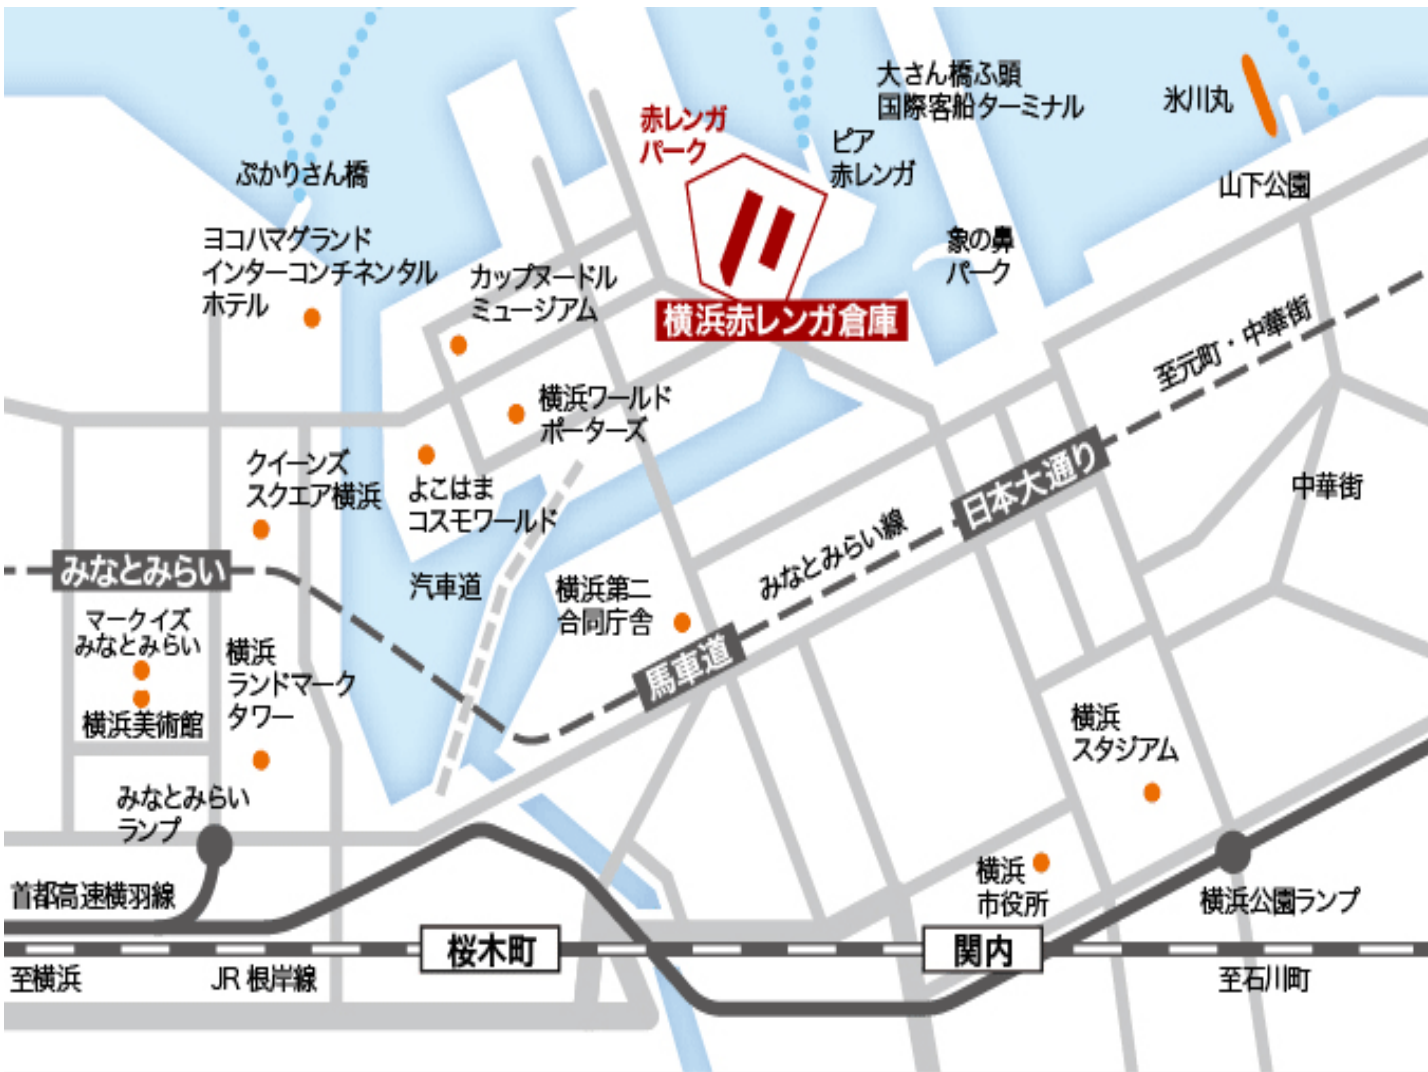 大さん橋ふ頭
国際客船ターミナル
氷川丸
赤レンガ
パーク
ピア
赤レンガ
ぷかりさん橋
山下公園
ヨコハマグランド
インターコンチネンタル
ホテル
カップヌードル
ミュージアム
象の鼻
パーク
横浜赤レンガ倉庫
至元町・中華街
横浜ワールド
ポーターズ
クイーンズ
スクエア横浜
よこはま
コスモワールド
日本大通り
中華街
みなとみらい
汽車道
横浜第二
合同庁舎
みなとみらい線
マークイズ
みなとみらい
横浜
ランドマーク
タワー
馬車道
横浜美術館
横浜
スタジアム
みなとみらい
ランプ
首都高速横羽線
横浜
市役所
横浜公園ランプ
桜木町
関内
至横浜
JR 根岸線
至石川町